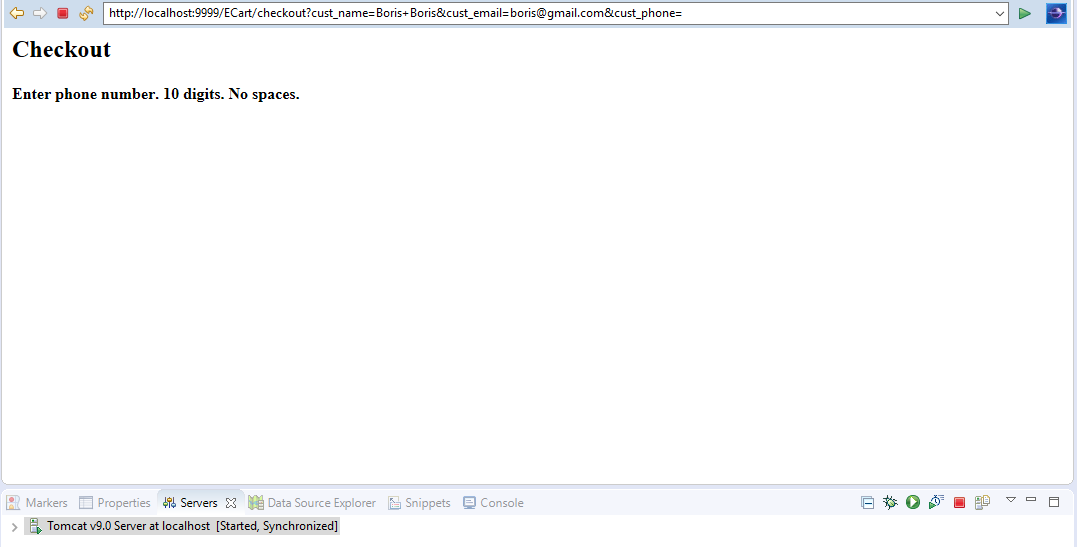 http://localhost:9999/ECart/checkout?cust_name=Boris+Boris&cust_email=boris@gmail.com&cust_phone=
Checkout
Enter phone number. 10 digits. No spaces.
Markers Properties Servers Data Source Explorer Snippets Console
Tomcat v9.0 Server at localhost [Started, Synchronized]